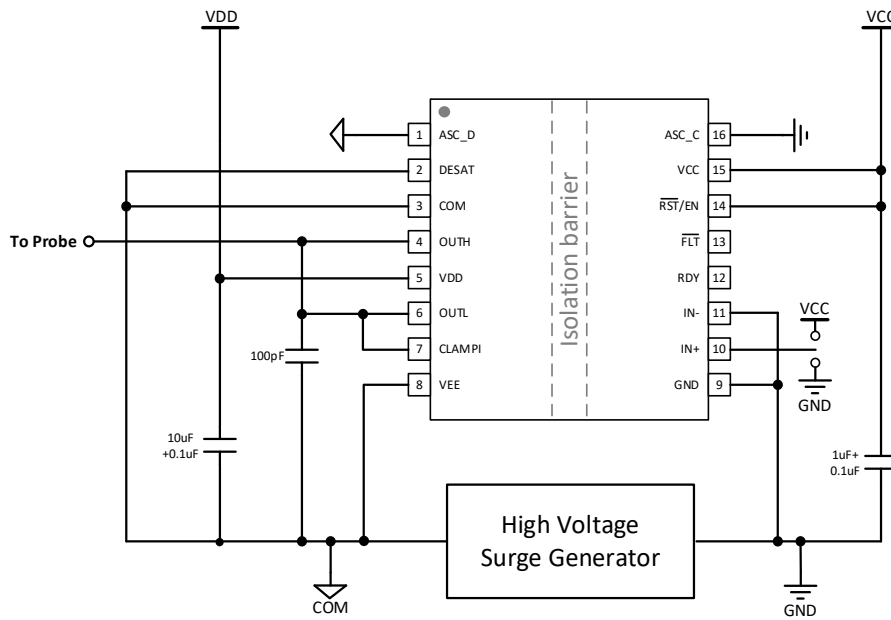 VDD
VCC
1
ASC_D
ASC_C
16
2
DESAT
VCC
15
3
COM
RST/EN
14
To Probe
4
OUTH
FLT
13
5
VDD
RDY
12
6
OUTL
IN-
11
VCC
7
CLAMPI
IN+
10
8
VEE
GND
9
GND
Isolation barrier
100pF
10uF
+0.1uF
1uF+
0.1uF
High Voltage
Surge Generator
COM
GND